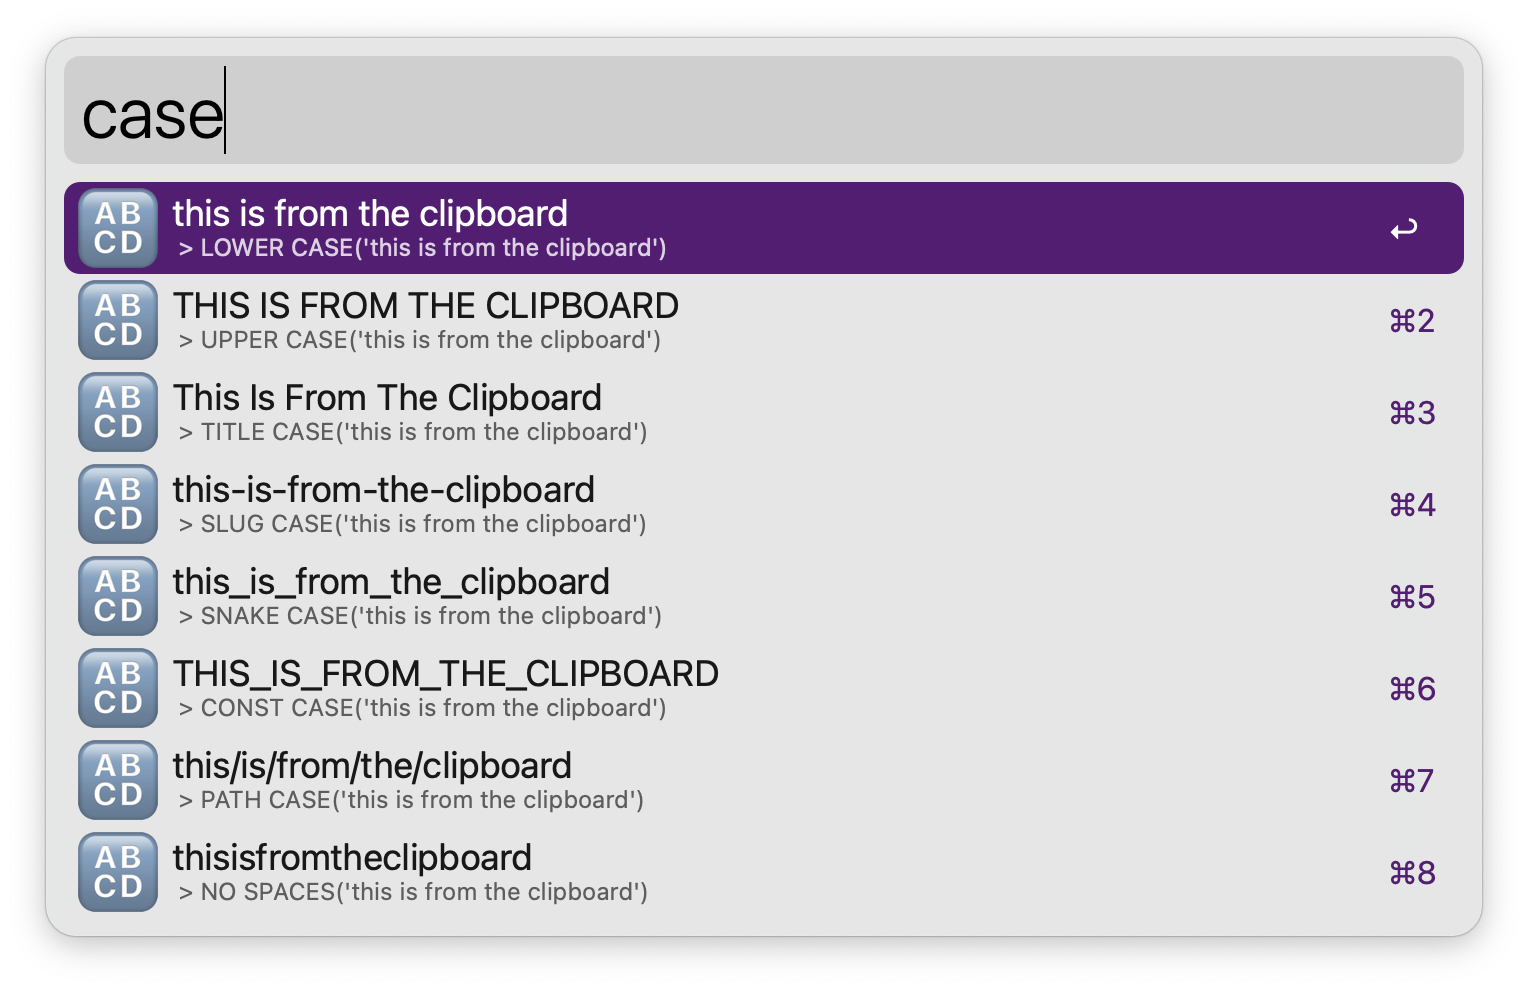 case
AB
CD
this is from the clipboard
> LOWER CASE('this is from the clipboard')
↩
AB
CD
THIS IS FROM THE CLIPBOARD
> UPPER CASE('this is from the clipboard')
⌘2
AB
CD
This Is From The Clipboard
> TITLE CASE('this is from the clipboard')
⌘3
AB
CD
this-is-from-the-clipboard
> SLUG CASE('this is from the clipboard')
⌘4
AB
CD
this_is_from_the_clipboard
> SNAKE CASE('this is from the clipboard')
⌘5
AB
CD
THIS_IS_FROM_THE_CLIPBOARD
> CONST CASE('this is from the clipboard')
⌘6
AB
CD
this/is/from/the/clipboard
> PATH CASE('this is from the clipboard')
⌘7
AB
CD
thisisfromtheclipboard
> NO SPACES('this is from the clipboard')
⌘8